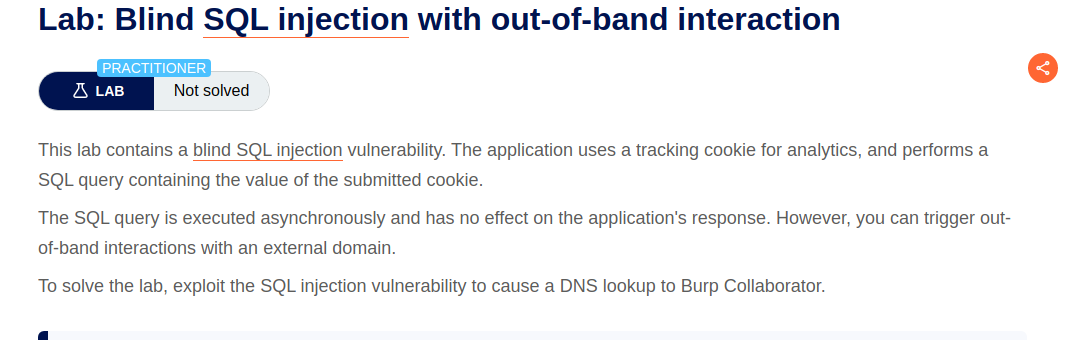 Lab: Blind SQL injection with out-of-band interaction
PRACTITIONER
LAB Not solved
This lab contains a blind SQL injection vulnerability. The application uses a tracking cookie for analytics, and performs a
SQL query containing the value of the submitted cookie.
The SQL query is executed asynchronously and has no effect on the application's response. However, you can trigger out-
of-band interactions with an external domain.
To solve the lab, exploit the SQL injection vulnerability to cause a DNS lookup to Burp Collaborator.